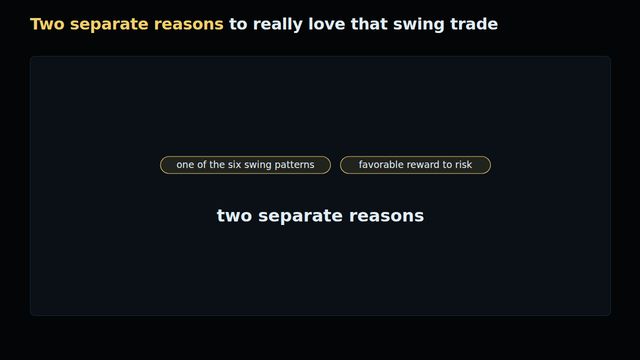 Two separate reasons to really love that swing trade
one of the six swing patterns
favorable reward to risk
two separate reasons